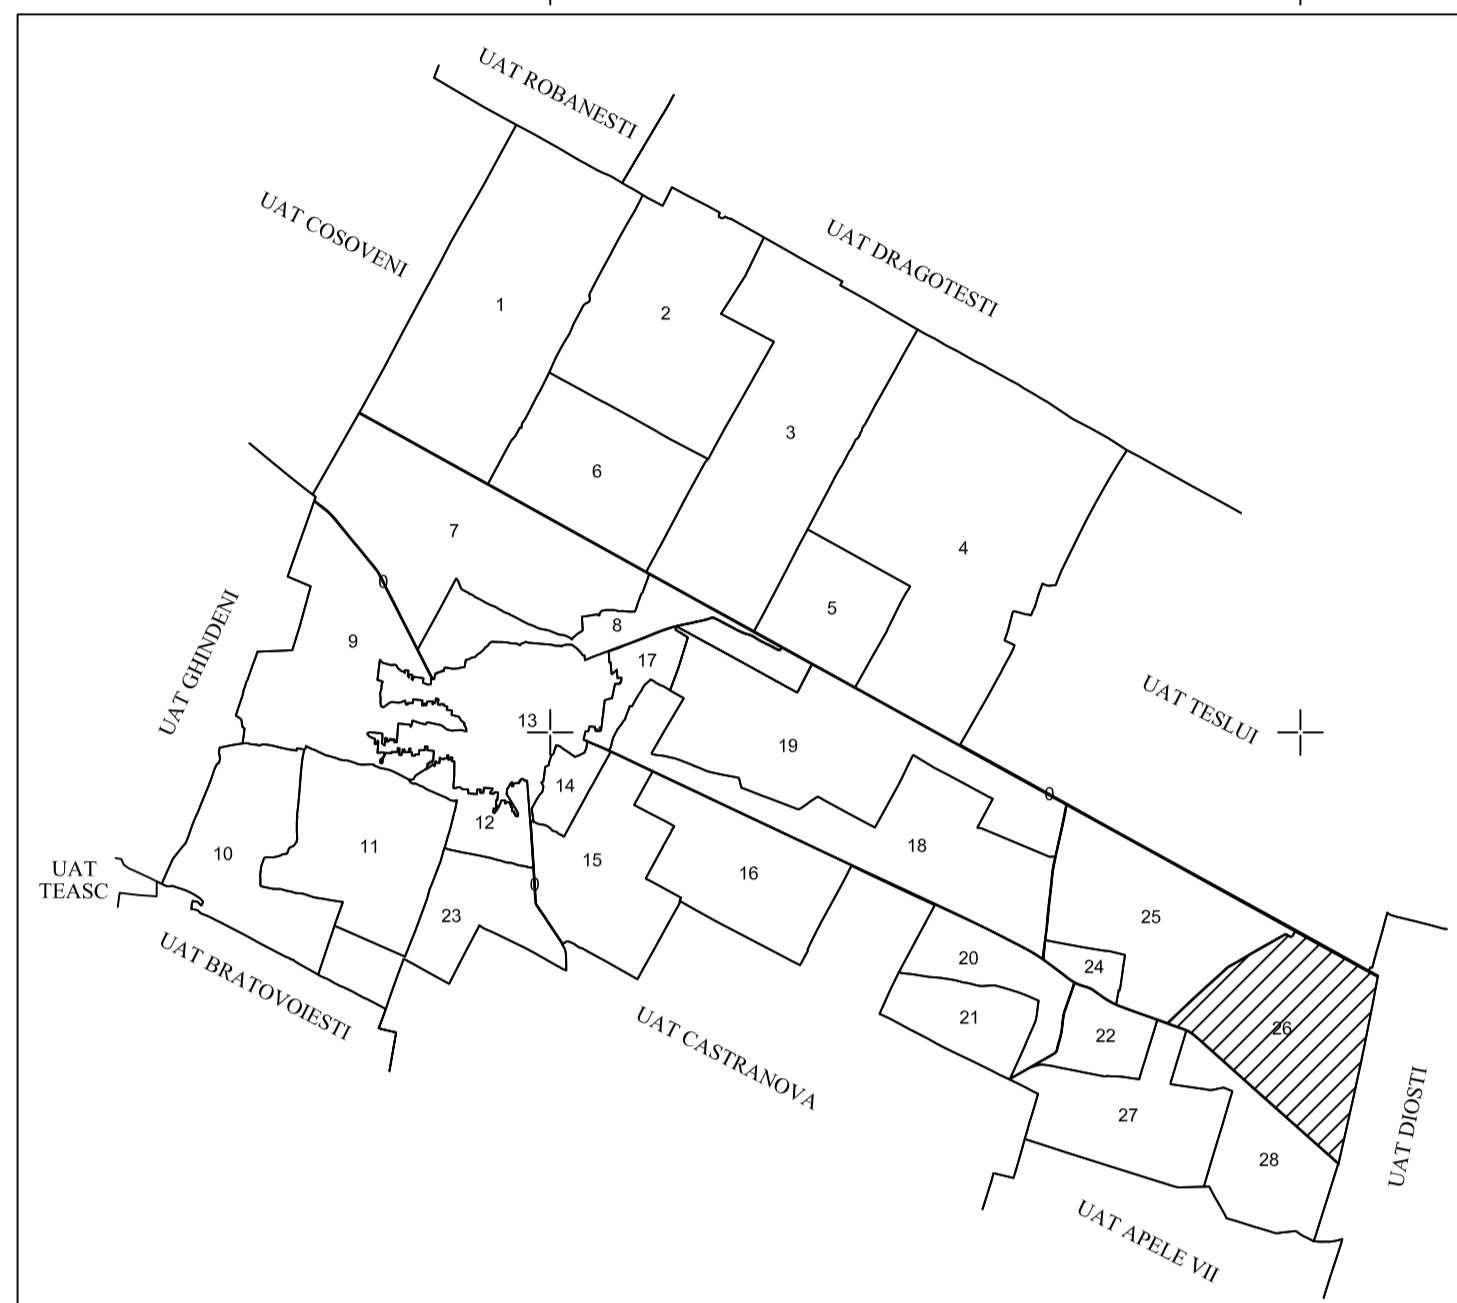 UAT ROBANESTI
UAT COSOVENI
UAT DRAGOTESTI
1
2
3
6
7
4
0
5
8
9
17
UAT GHINDENI
UAT TESLUI
13
19
14
0
12
18
11
10
15
16
UAT
TEASC
0
23
25
20
24
UAT BRATOVOIESTI
21
UAT CASTRANOVA
22
26
27
UAT DIOSTI
28
UAT APELE VII